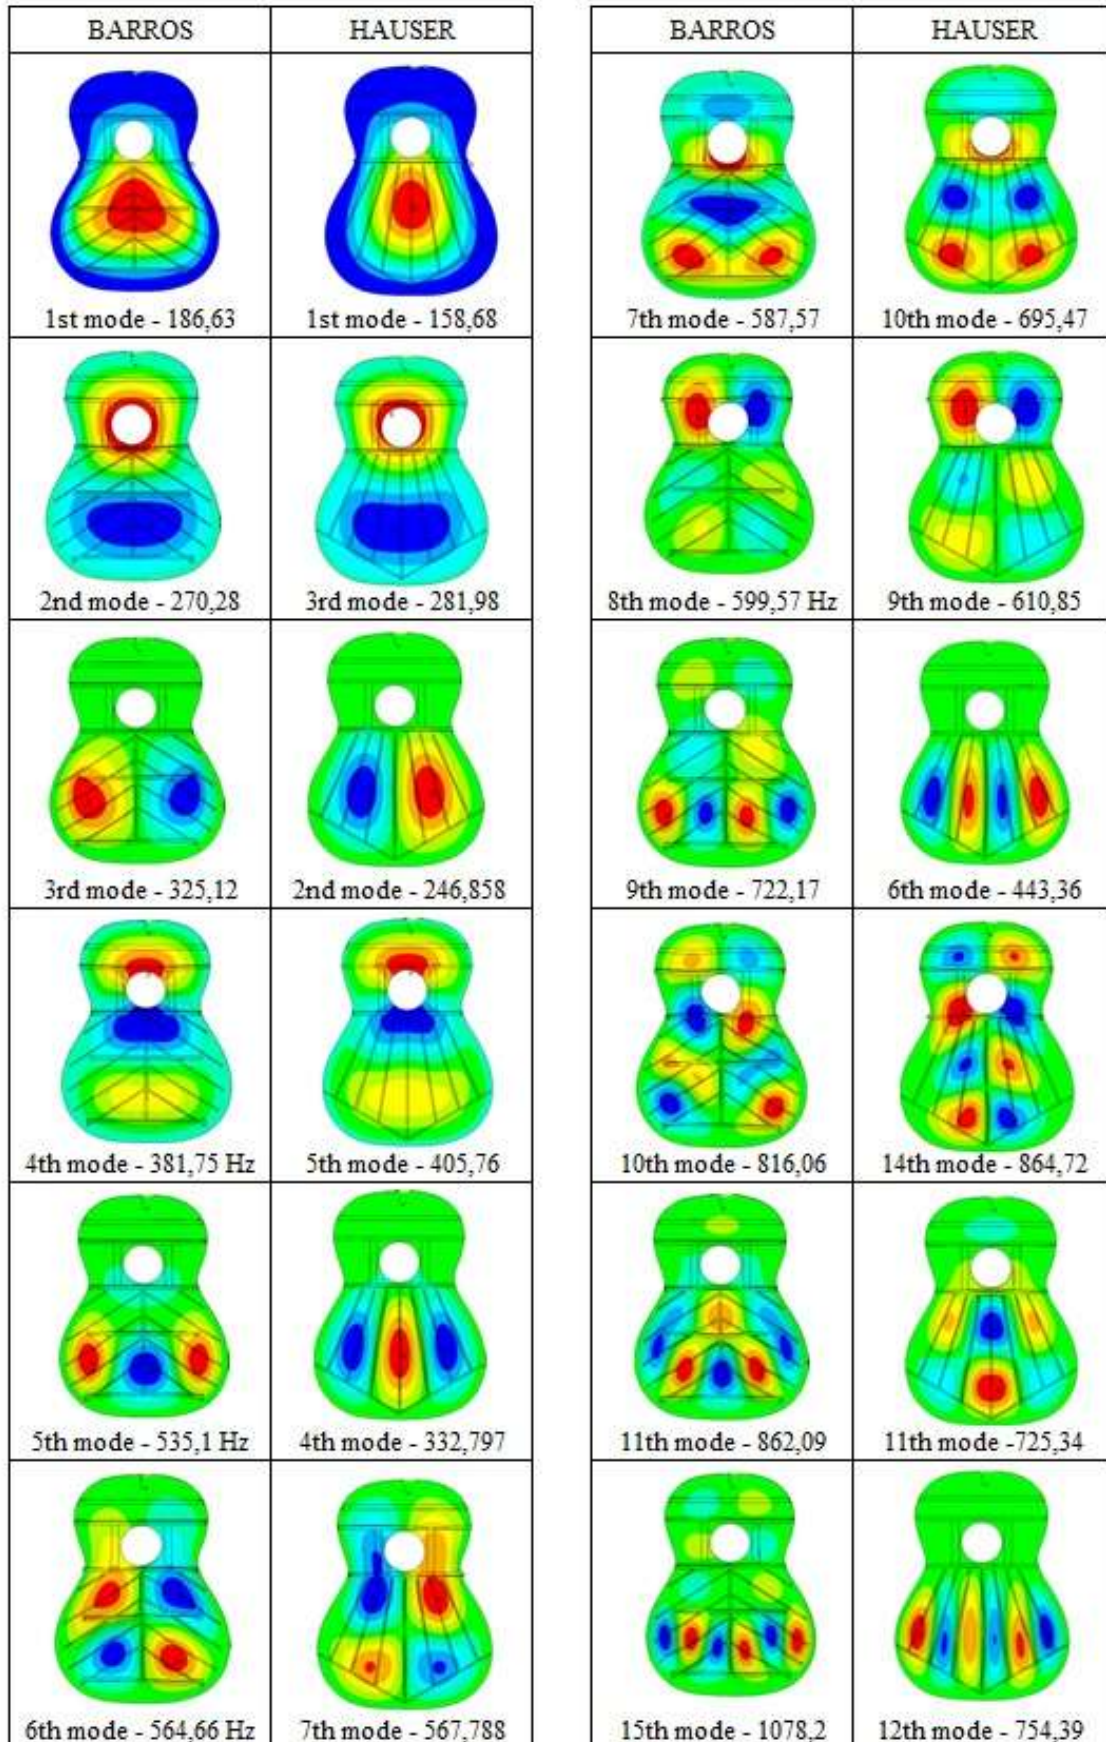 BARROS HAUSER
1st mode - 186,63 1st mode - 158,68
2nd mode - 270,28 3rd mode - 281,98
3rd mode - 325,12 2nd mode - 246,858
4th mode - 381,75 Hz 5th mode - 405,76
5th mode - 535,1 Hz 4th mode - 332,797
6th mode - 564,66 Hz 7th mode - 567,788
BARROS HAUSER
7th mode - 587,57 10th mode - 695,47
8th mode - 599,57 Hz 9th mode - 610,85
9th mode - 722,17 6th mode - 443,36
10th mode - 816,06 14th mode - 864,72
11th mode - 862,09 11th mode -725,34
15th mode - 1078,2 12th mode - 754,39